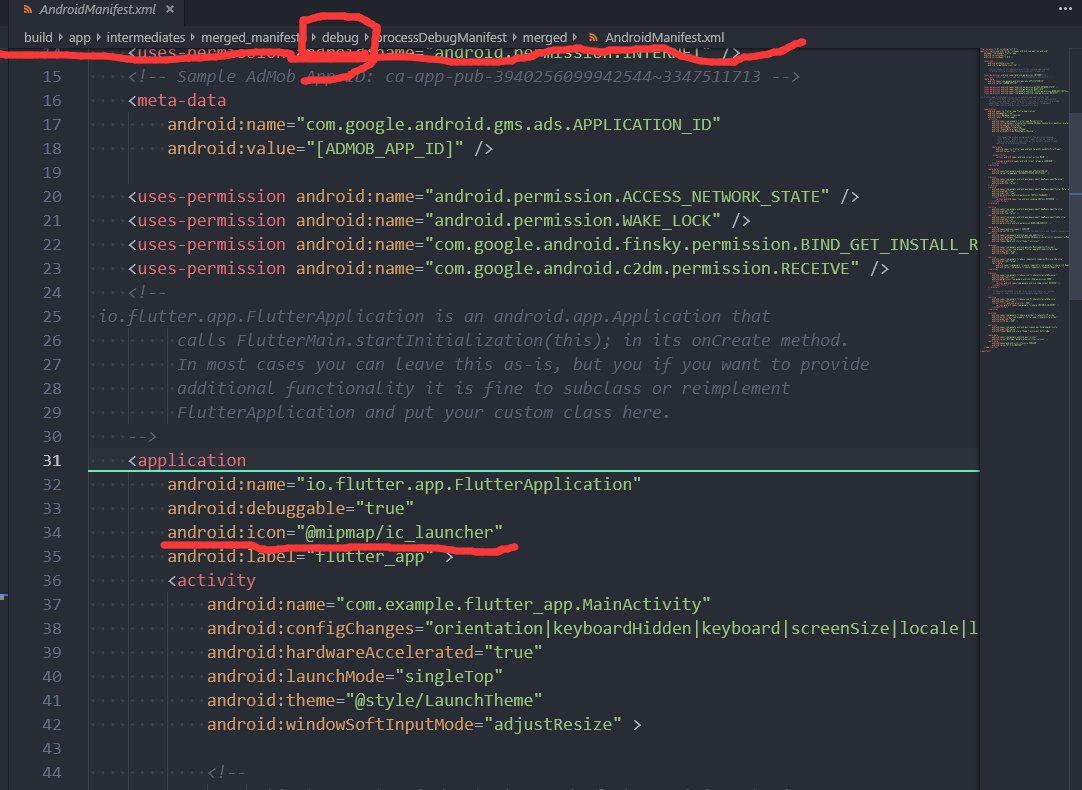 AndroidManifest.xml
build app intermediates merged_manifest debug processDebugManifest merged AndroidManifest.xml
14 <uses-permission android:name="android.permission.INTERNET" />
15 <!-- Sample AdMob App ID: ca-app-pub-3940256099942544~3347511713 -->
16 <meta-data
17 android:name="com.google.android.gms.ads.APPLICATION_ID"
18 android:value="[ADMOB_APP_ID]" />
19
20 <uses-permission android:name="android.permission.ACCESS_NETWORK_STATE" />
21 <uses-permission android:name="android.permission.WAKE_LOCK" />
22 <uses-permission android:name="com.google.android.finsky.permission.BIND_GET_INSTALL_R
23 <uses-permission android:name="com.google.android.c2dm.permission.RECEIVE" />
24 <!--
25 io.flutter.app.FlutterApplication is an android.app.Application that
26 calls FlutterMain.startInitialization(this); in its onCreate method.
27 In most cases you can leave this as-is, but you if you want to provide
28 additional functionality it is fine to subclass or reimplement
29 FlutterApplication and put your custom class here.
30 -->
31 <application
32 android:name="io.flutter.app.FlutterApplication"
33 android:debuggable="true"
34 android:icon="@mipmap/ic_launcher"
35 android:label="flutter_app" >
36 <activity
37 android:name="com.example.flutter_app.MainActivity"
38 android:configChanges="orientation|keyboardHidden|keyboard|screenSize|locale|l
39 android:hardwareAccelerated="true"
40 android:launchMode="singleTop"
41 android:theme="@style/LaunchTheme"
42 android:windowSoftInputMode="adjustResize" >
43
44 <!--